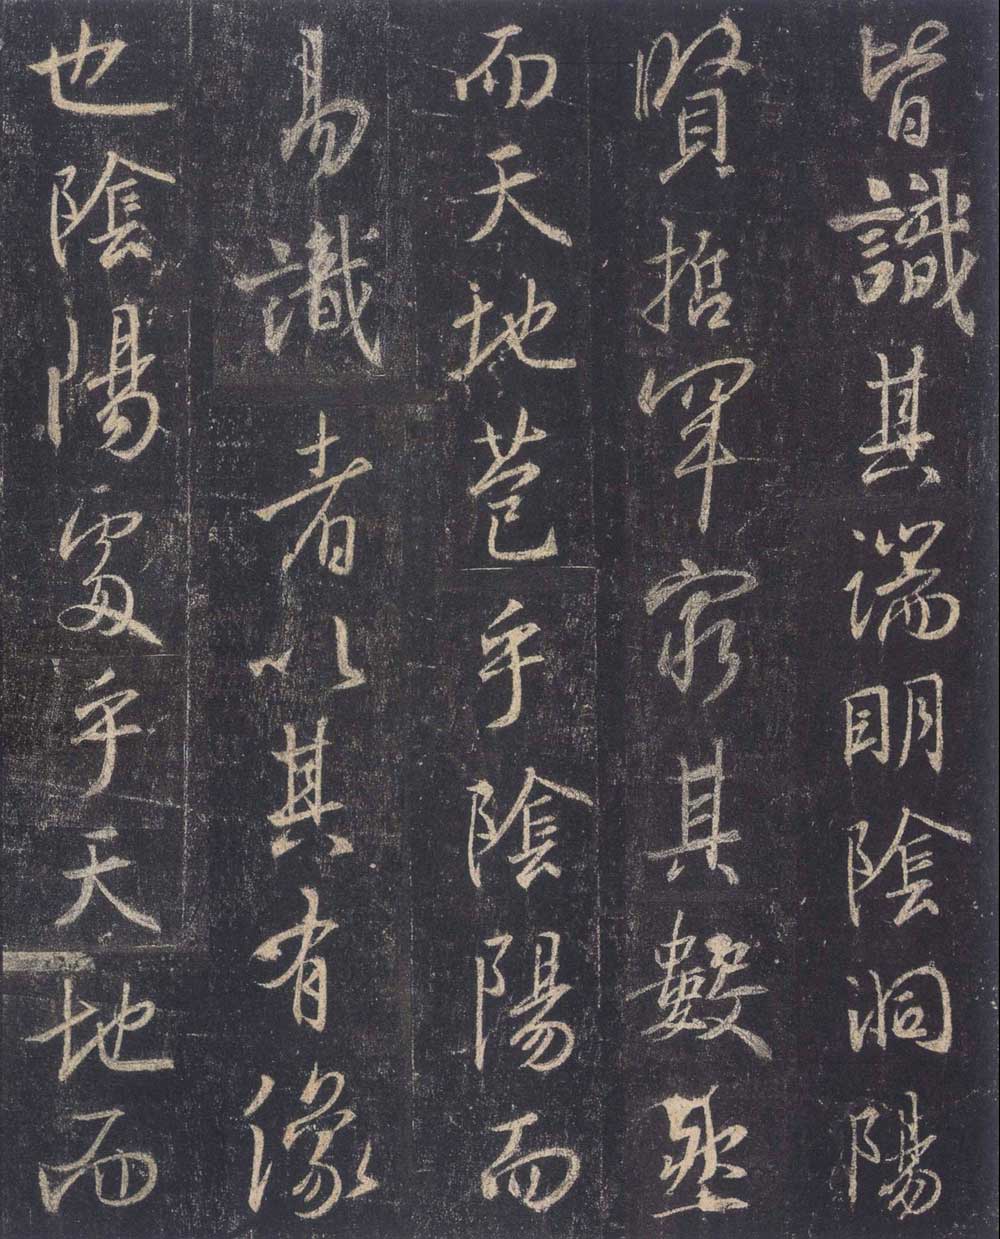 皆識其端明陰洞陽
賢哲罕窮其數然
而天地苞乎陰陽而
易識者以其有像
也陰陽處乎天地而